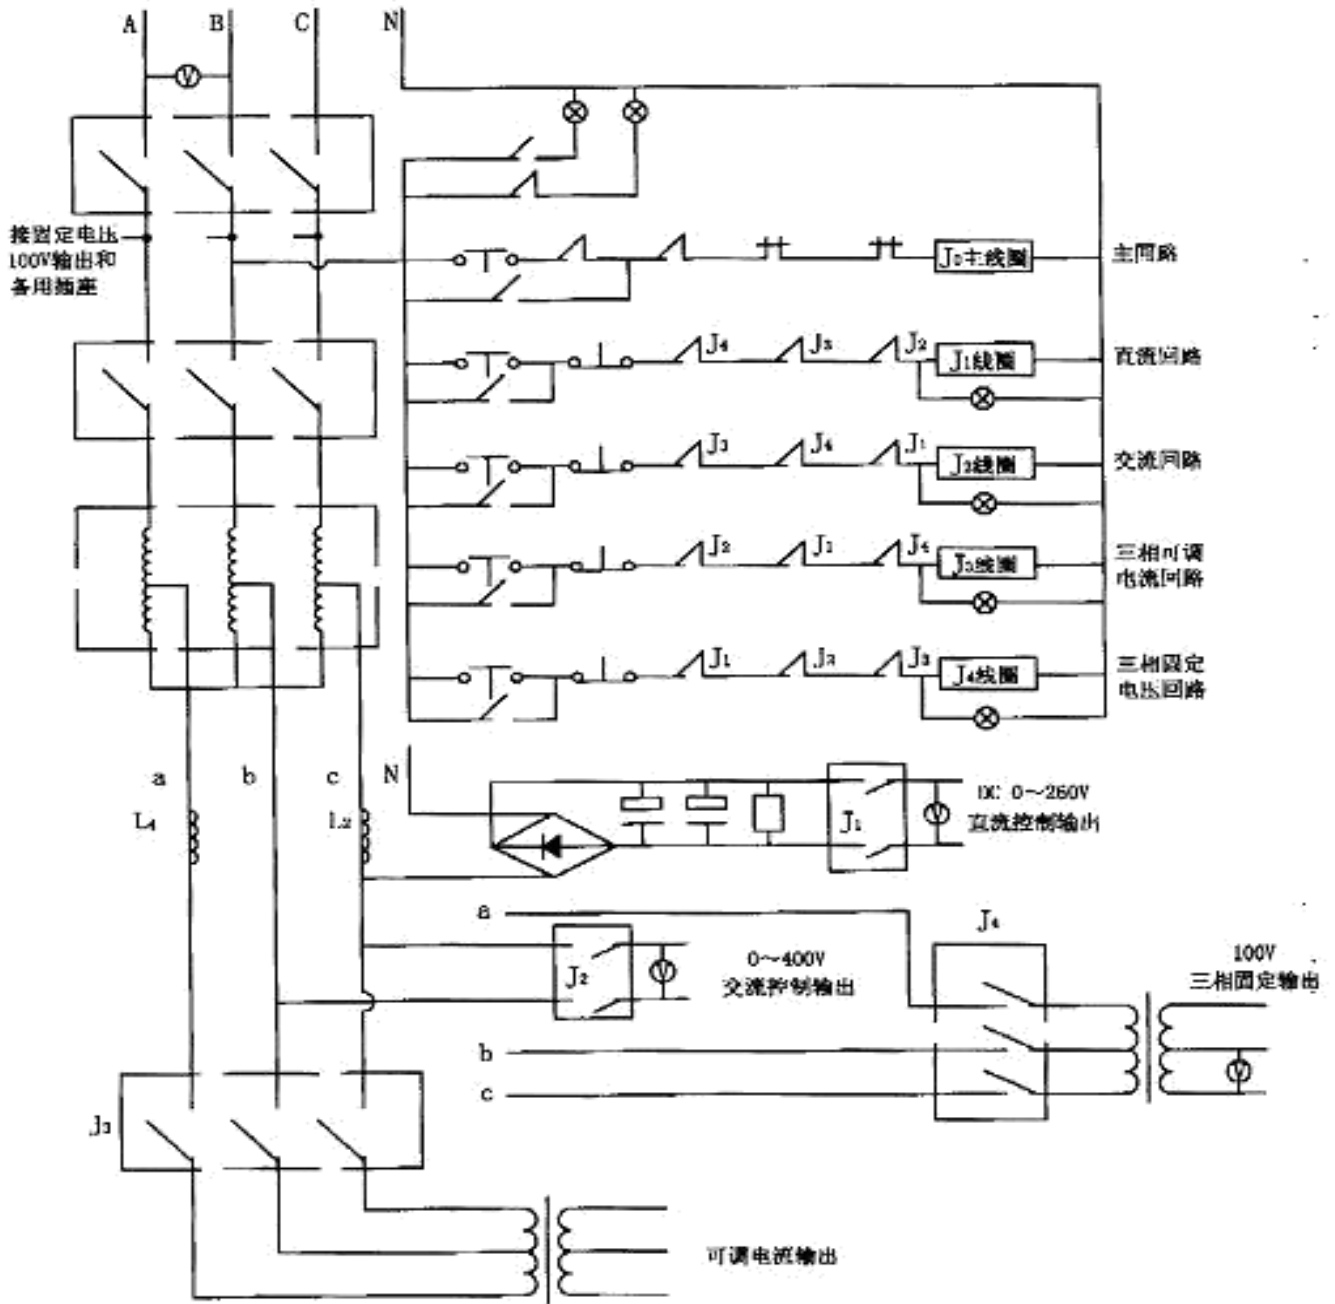 A
B
C
N
V
接固定电压
100V输出和
备用插座
J₀主线圈
主回路
J₄
J₃
J₂
J₁线圈
直流回路
J₃
J₄
J₁
J₂线圈
交流回路
J₂
J₁
J₄
J₃线圈
三相可调
电流回路
J₁
J₂
J₃
J₄线圈
三相固定
电压回路
a
b
c
N
L₁
L₂
J₁
V
DC 0～260V
直流控制输出
a
J₂
V
0～400V
交流控制输出
J₄
100V
三相固定输出
b
c
V
J₃
可调电流输出